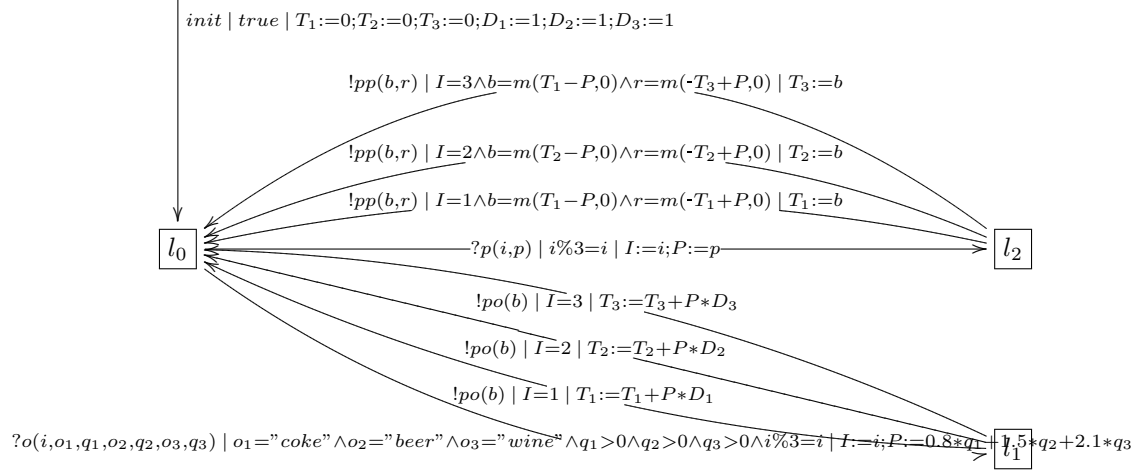 init | true | T₁:=0;T₂:=0;T₃:=0;D₁:=1;D₂:=1;D₃:=1
!pp(b,r) | I=3∧b=m(T₁−P,0)∧r=m(-T₃+P,0) | T₃:=b
!pp(b,r) | I=2∧b=m(T₂−P,0)∧r=m(-T₂+P,0) | T₂:=b
!pp(b,r) | I=1∧b=m(T₁−P,0)∧r=m(-T₁+P,0) | T₁:=b
l₀
?p(i,p) | i%3=i | I:=i;P:=p
l₂
!po(b) | I=3 | T₃:=T₃+P*D₃
!po(b) | I=2 | T₂:=T₂+P*D₂
!po(b) | I=1 | T₁:=T₁+P*D₁
?o(i,o₁,q₁,o₂,q₂,o₃,q₃) | o₁="coke"∧o₂="beer"∧o₃="wine"∧q₁>0∧q₂>0∧q₃>0∧i%3=i | I:=i;P:=0.8*q₁+1.5*q₂+2.1*q₃
l₁